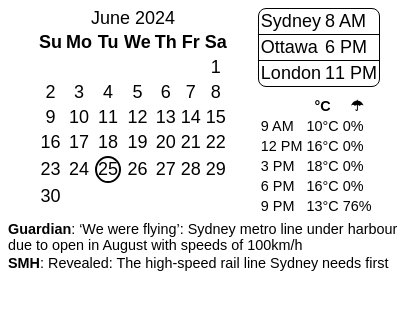 June 2024
Su Mo Tu We Th Fr Sa
1
2 3 4 5 6 7 8
9 10 11 12 13 14 15
16 17 18 19 20 21 22
23 24 25 26 27 28 29
30
Sydney 8 AM
Ottawa 6 PM
London 11 PM
°C ☂
9 AM 10°C 0%
12 PM 16°C 0%
3 PM 18°C 0%
6 PM 16°C 0%
9 PM 13°C 76%
Guardian: ‘We were flying’: Sydney metro line under harbour
due to open in August with speeds of 100km/h
SMH: Revealed: The high-speed rail line Sydney needs first